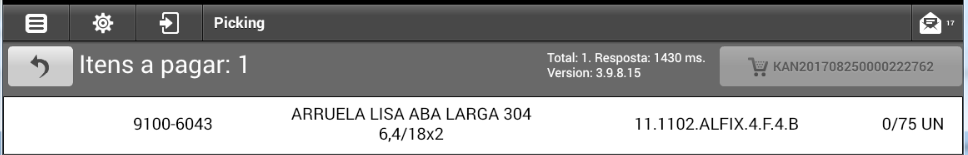 Picking
17
Itens a pagar: 1
Total: 1. Resposta: 1430 ms.
Version: 3.9.8.15
KAN201708250000222762
9100-6043
ARRUELA LISA ABA LARGA 304
6,4/18x2
11.1102.ALFIX.4.F.4.B
0/75 UN